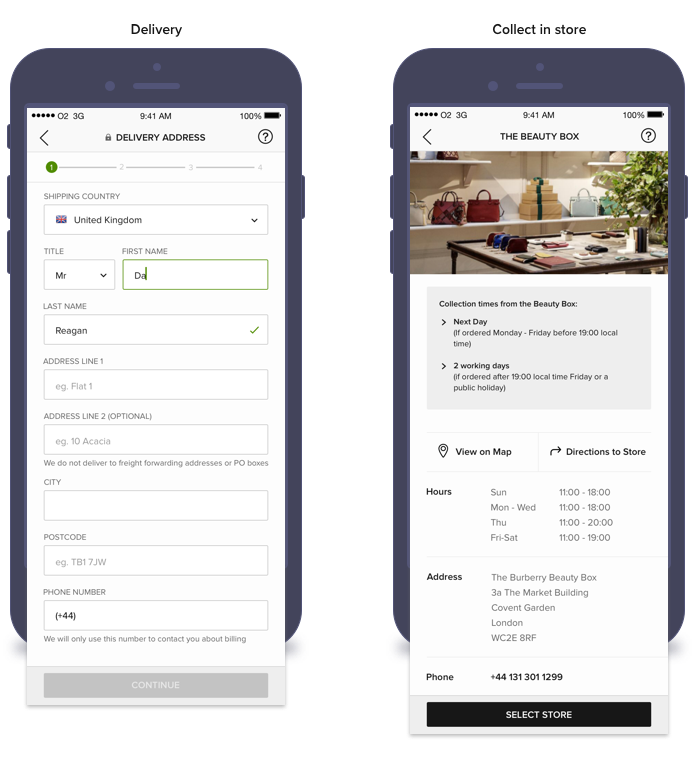 Delivery
●●●●● O2 3G 9:41 AM 100%
DELIVERY ADDRESS
1 2 3 4
SHIPPING COUNTRY
United Kingdom
TITLE FIRST NAME
Mr Da
LAST NAME
Reagan
ADDRESS LINE 1
eg. Flat 1
ADDRESS LINE 2 (OPTIONAL)
eg. 10 Acacia
We do not deliver to freight forwarding addresses or PO boxes
CITY
POSTCODE
eg. TB1 7JW
PHONE NUMBER
(+44)
We will only use this number to contact you about billing
CONTINUE
Collect in store
●●●●● O2 3G 9:41 AM 100%
THE BEAUTY BOX
Collection times from the Beauty Box:
Next Day
(If ordered Monday - Friday before 19:00 local
time)
2 working days
(if ordered after 19:00 local time Friday or a
public holiday)
View on Map Directions to Store
Hours Sun 11:00 - 18:00
Mon - Wed 11:00 - 18:00
Thu 11:00 - 20:00
Fri-Sat 11:00 - 19:00
Address The Burberry Beauty Box
3a The Market Building
Covent Garden
London
WC2E 8RF
Phone +44 131 301 1299
SELECT STORE